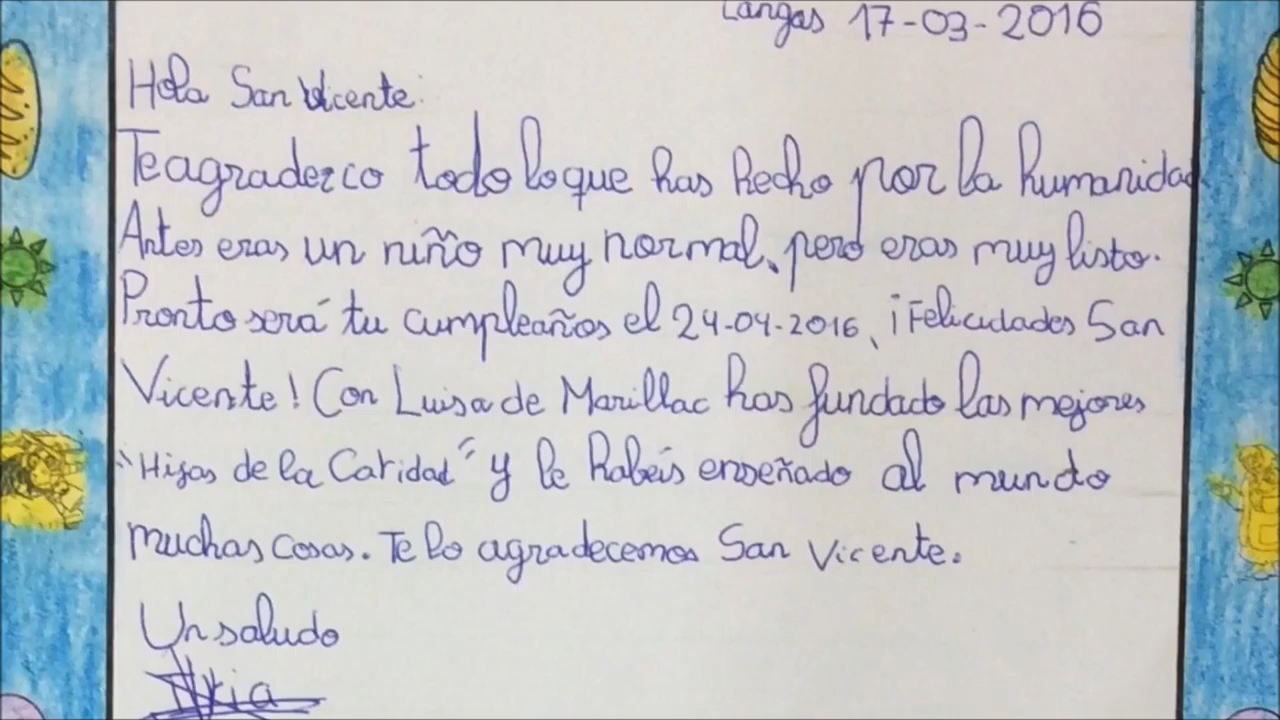 Cangas 17-03-2016
Hola San Vicente.
Te agradezco todo lo que has hecho por la humanidad
Antes eras un niño muy normal, pero eras muy listo.
Pronto será tu cumpleaños el 24-04-2016, ¡Felicidades San
Vicente! Con Luisa de Marillac has fundado las mejores
"Hijas de la Caridad" y le habéis enseñado al mundo
muchas cosas. Te lo agradecemos San Vicente.
Un saludo